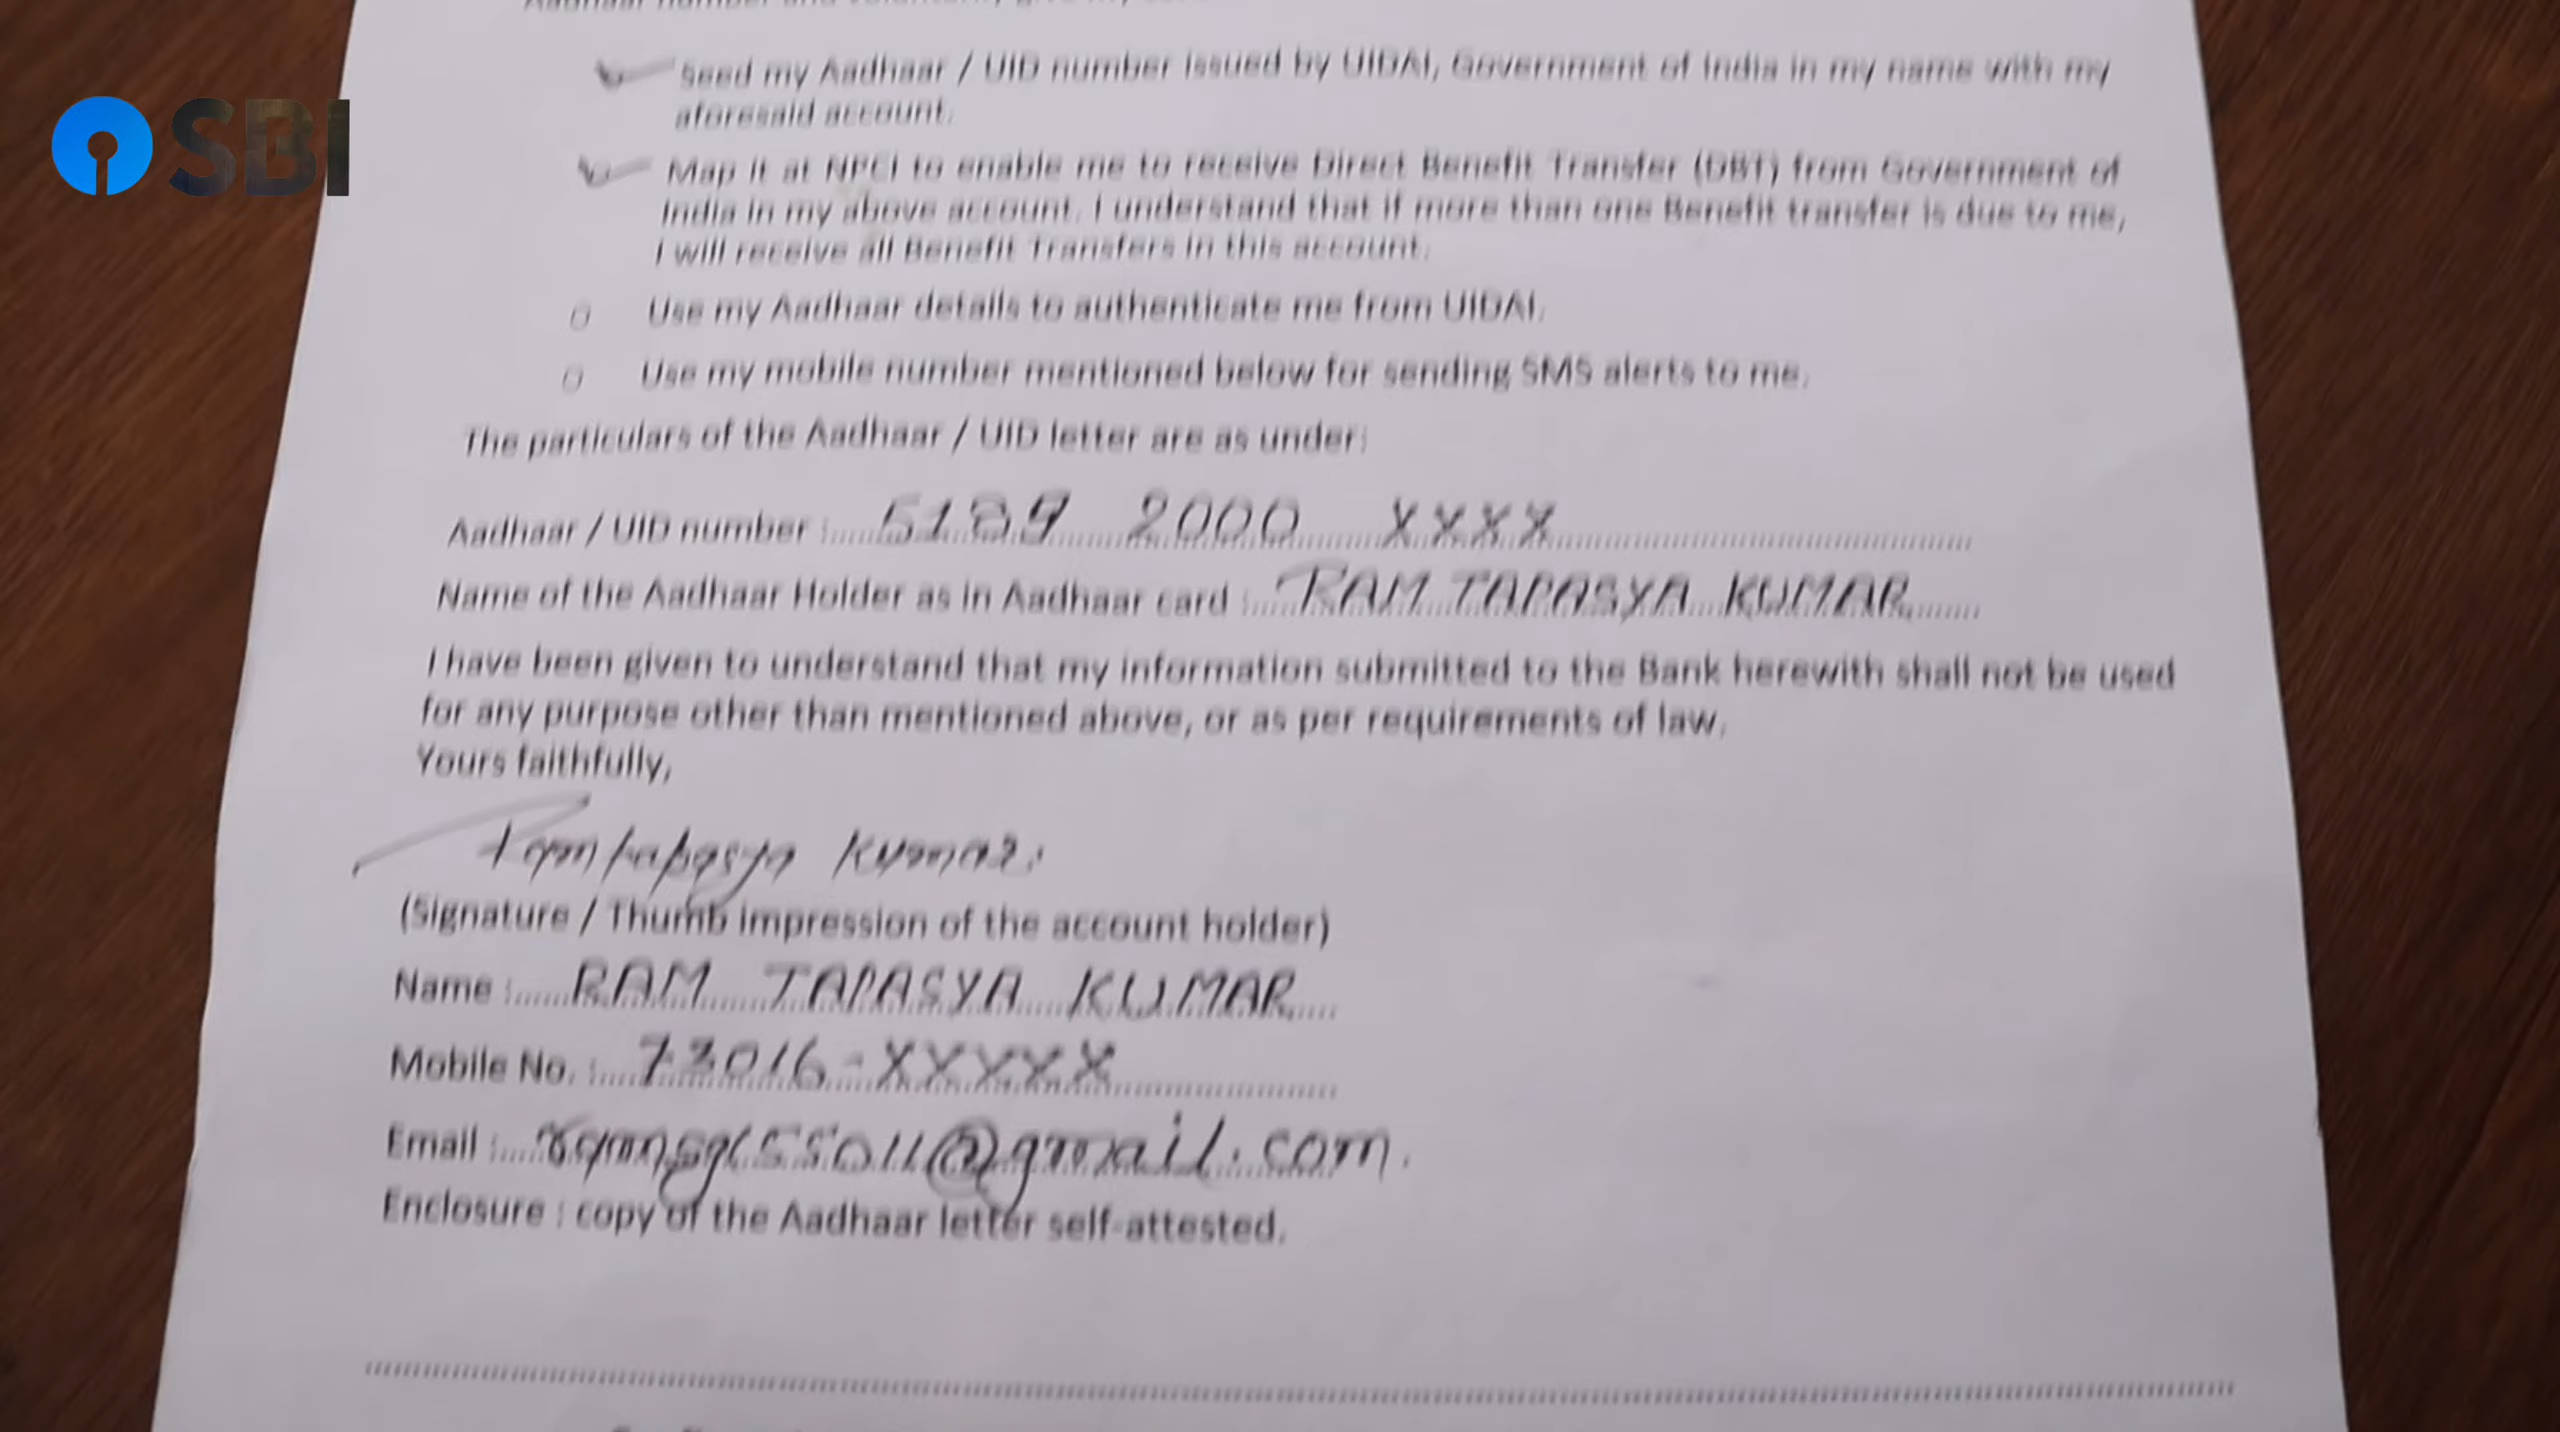 SBI
Seed my Aadhaar / UID number issued by UIDAI, Government of India in my name with my
aforesaid account.
Map it at NPCI to enable me to receive Direct Benefit Transfer (DBT) from Government of
India in my above account. I understand that if more than one Benefit transfer is due to me,
I will receive all Benefit Transfers in this account.
Use my Aadhaar details to authenticate me from UIDAI.
Use my mobile number mentioned below for sending SMS alerts to me.
The particulars of the Aadhaar / UID letter are as under:
Aadhaar / UID number : 5189 2000 XXXX
Name of the Aadhaar Holder as in Aadhaar card : RAM TAPASYA KUMAR
I have been given to understand that my information submitted to the Bank herewith shall not be used
for any purpose other than mentioned above, or as per requirements of law.
Yours faithfully,
Ramtapasya Kumar
(Signature / Thumb impression of the account holder)
Name : RAM TAPASYA KUMAR
Mobile No. : 73016-XXXXX
Email : @gmail.com.
Enclosure : copy of the Aadhaar letter self-attested.